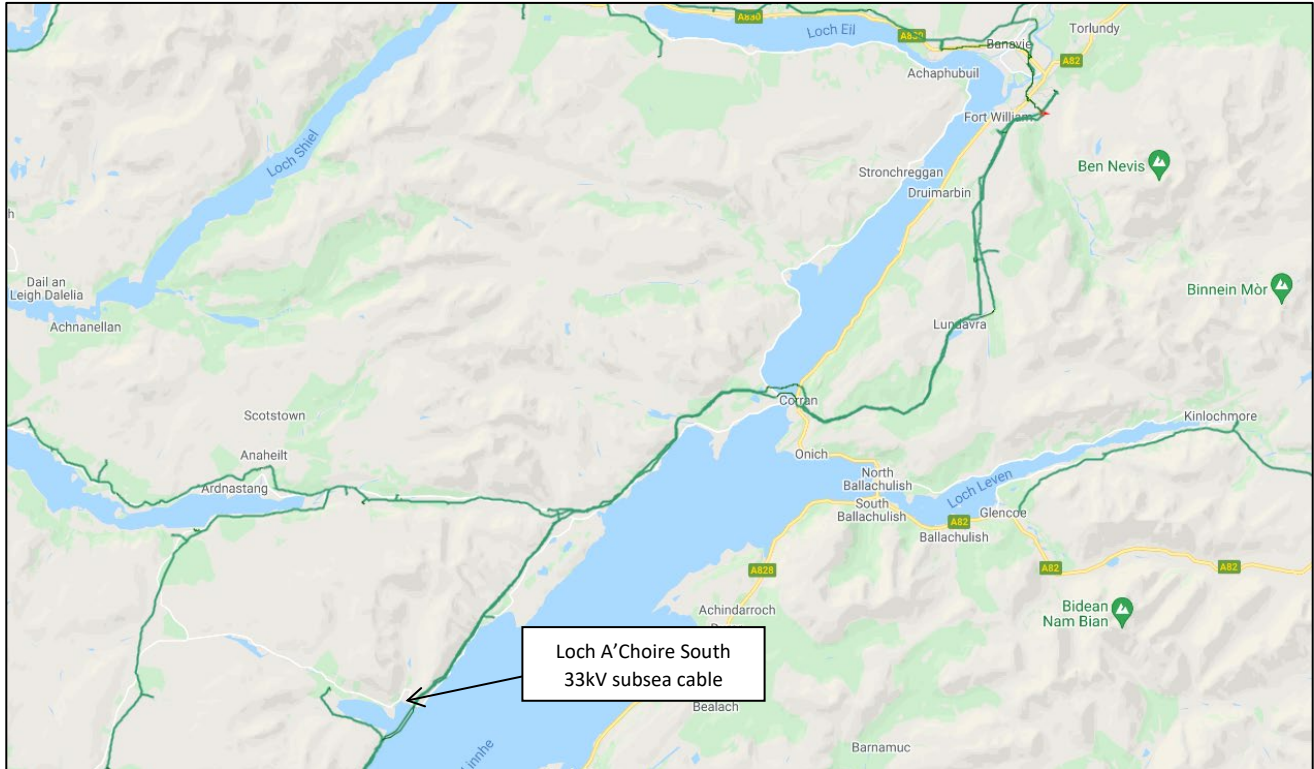 A830
Loch Eil
A830
Torlundy
Banavie
A82
Achaphubuil
Fort William
Loch Shiel
Stronchreggan
Ben Nevis
Druimarbin
h
Dail an
Leigh Dalelia
Binnein Mòr
Achnanellan
Lundavra
Corran
Scotstown
Kinlochmore
Anaheilt
Onich
North
Ballachulish
Loch Leven
Ardnastang
South
Ballachulish
Glencoe
A82
Ballachulish
A828
A82
A82
Achindarroch
Bidean
Nam Bian
Loch A'Choire South
33kV subsea cable
Bealach
Barnamuc
Linnhe